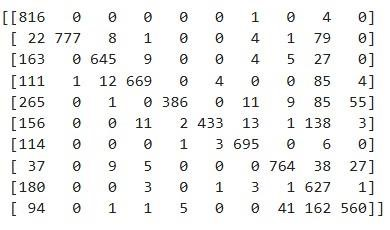 [[816 0 0 0 0 0 1 0 4 0]
[ 22 777 8 1 0 0 4 1 79 0]
[163 0 645 9 0 0 4 5 27 0]
[111 1 12 669 0 4 0 0 85 4]
[265 0 1 0 386 0 11 9 85 55]
[156 0 0 11 2 433 13 1 138 3]
[114 0 0 0 1 3 695 0 6 0]
[ 37 0 9 5 0 0 0 764 38 27]
[180 0 0 3 0 1 3 1 627 1]
[ 94 0 1 1 5 0 0 41 162 560]]